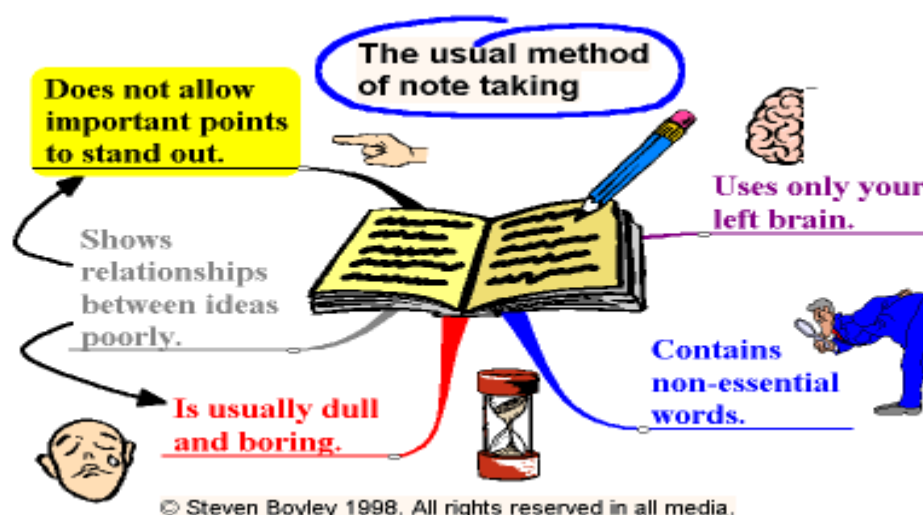 The usual method
of note taking
Does not allow
important points
to stand out.
Uses only your
left brain.
Shows
relationships
between ideas
poorly.
Contains
non-essential
words.
Is usually dull
and boring.
© Steven Boyley 1998. All rights reserved in all media.